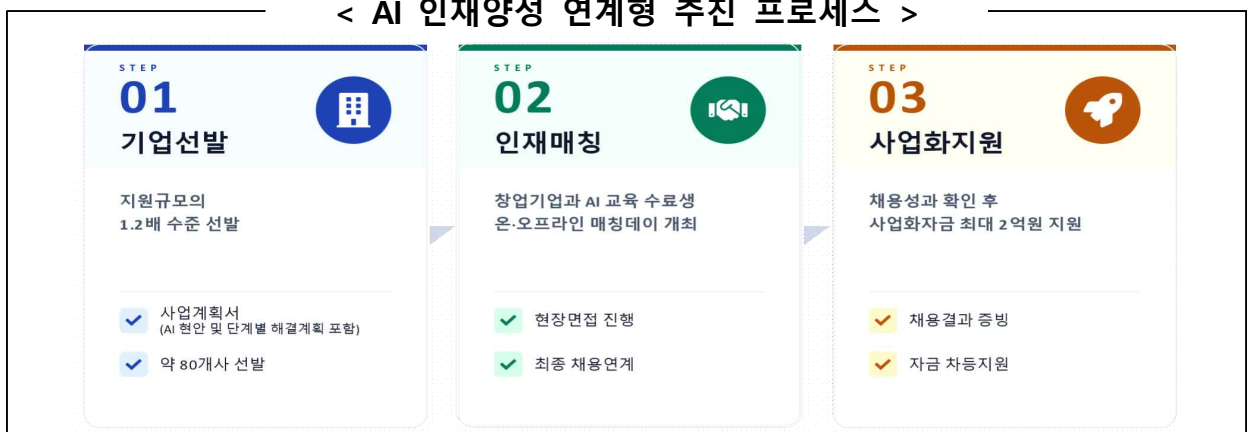 < AI 인재양성 연계형 추진 프로세스 >
STEP
01
기업선발
지원규모의
1.2배 수준 선발
사업계획서
(AI 현안 및 단계별 해결계획 포함)
약 80개사 선발
STEP
02
인재매칭
창업기업과 AI 교육 수료생
온·오프라인 매칭데이 개최
현장면접 진행
최종 채용연계
STEP
03
사업화지원
채용성과 확인 후
사업화자금 최대 2억원 지원
채용결과 증빙
자금 차등지원